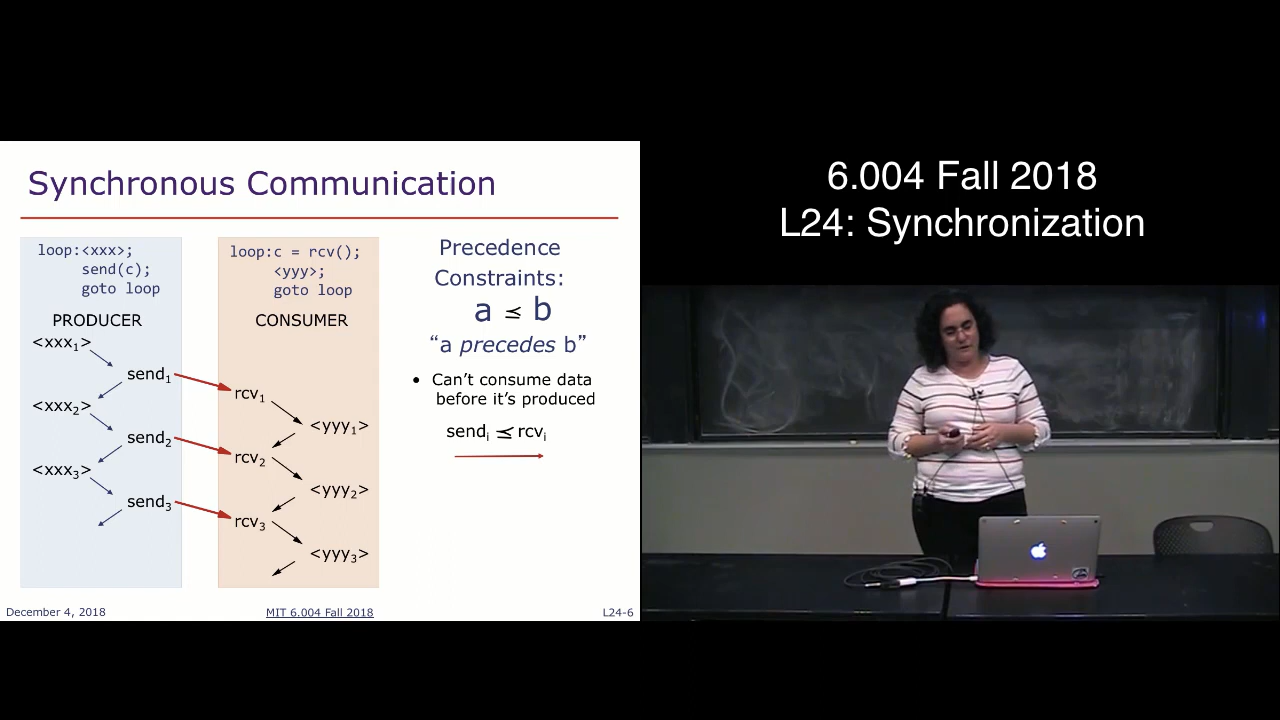 Synchronous Communication
loop:<xxx>;
send(c);
goto loop
PRODUCER
<xxx1>
send1
<xxx2>
send2
<xxx3>
send3
loop:c = rcv();
<yyy>;
goto loop
CONSUMER
rcv1
<yyy1>
rcv2
<yyy2>
rcv3
<yyy3>
Precedence
Constraints:
a ≼ b
“a precedes b”
• Can’t consume data
before it’s produced
sendi ≼ rcvi
December 4, 2018
MIT 6.004 Fall 2018
L24-6
6.004 Fall 2018
L24: Synchronization